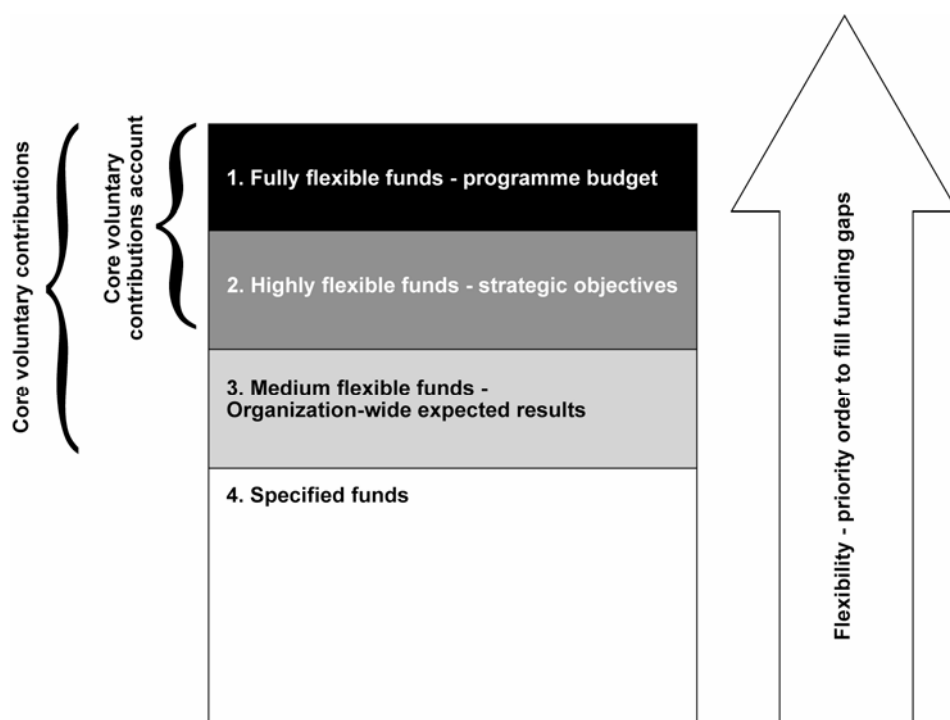 Core voluntary contributions
Core voluntary
contributions account
1. Fully flexible funds - programme budget
2. Highly flexible funds - strategic objectives
3. Medium flexible funds -
Organization-wide expected results
4. Specified funds
Flexibility - priority order to fill funding gaps